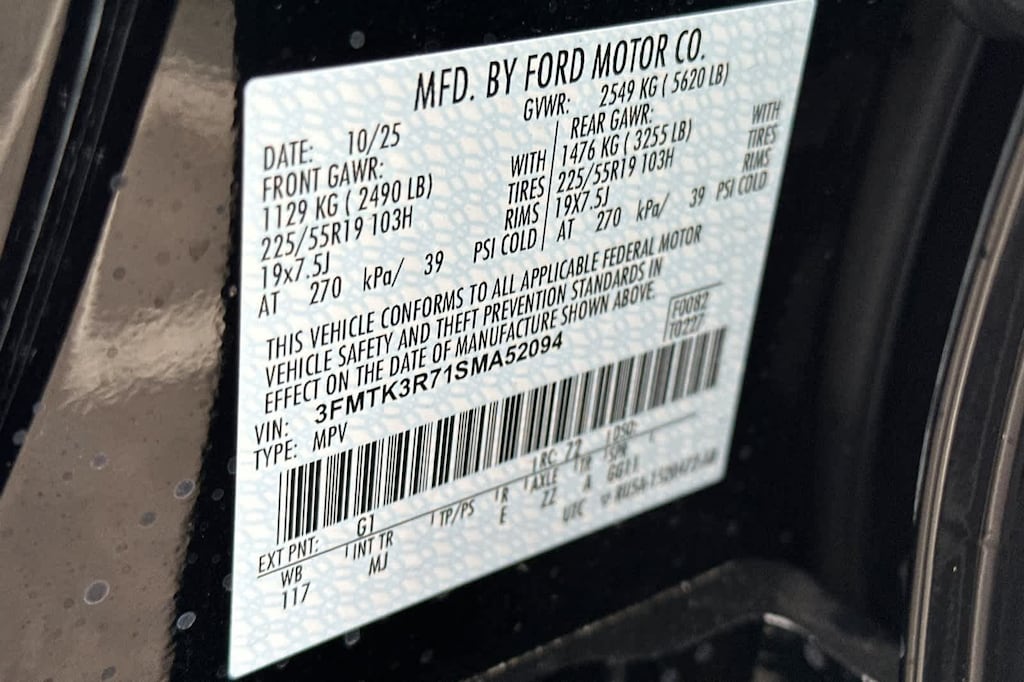 MFD. BY FORD MOTOR CO.
DATE: 10/25
GVWR: 2549 KG ( 5620 LB)
FRONT GAWR:
1129 KG ( 2490 LB) WITH
225/55R19 103H TIRES
19x7.5J RIMS
AT 270 kPa/ 39 PSI COLD
REAR GAWR:
1476 KG ( 3255 LB) WITH
225/55R19 103H TIRES
19X7.5J RIMS
AT 270 kPa/ 39 PSI COLD
THIS VEHICLE CONFORMS TO ALL APPLICABLE FEDERAL MOTOR
VEHICLE SAFETY AND THEFT PREVENTION STANDARDS IN
EFFECT ON THE DATE OF MANUFACTURE SHOWN ABOVE.
F0082
T0227
VIN: 3FMTK3R71SMA52094
TYPE: MPV
EXT PNT: G1 RC: 72 DSO:
WB INT TR TP/PS R AXLE TR SPR
117 MJ E ZZ A GG11
UTC